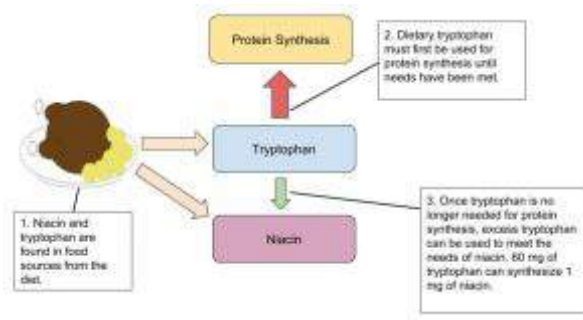 Protein Synthesis
2. Dietary tryptophan
must first be used for
protein synthesis until
needs have been met.
Tryptophan
1. Niacin and
tryptophan are
found in food
sources from the
diet.
Niacin
3. Once tryptophan is no
longer needed for protein
synthesis, excess tryptophan
can be used to meet the
needs of niacin. 60 mg of
tryptophan can synthesize 1
mg of niacin.